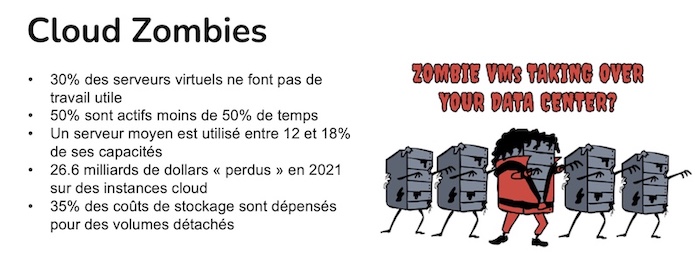 Cloud Zombies
• 30% des serveurs virtuels ne font pas de
travail utile
• 50% sont actifs moins de 50% de temps
• Un serveur moyen est utilisé entre 12 et 18%
de ses capacités
• 26.6 milliards de dollars « perdus » en 2021
sur des instances cloud
• 35% des coûts de stockage sont dépensés
pour des volumes détachés
ZOMBIE VMs TAKING OVER
YOUR DATA CENTER?